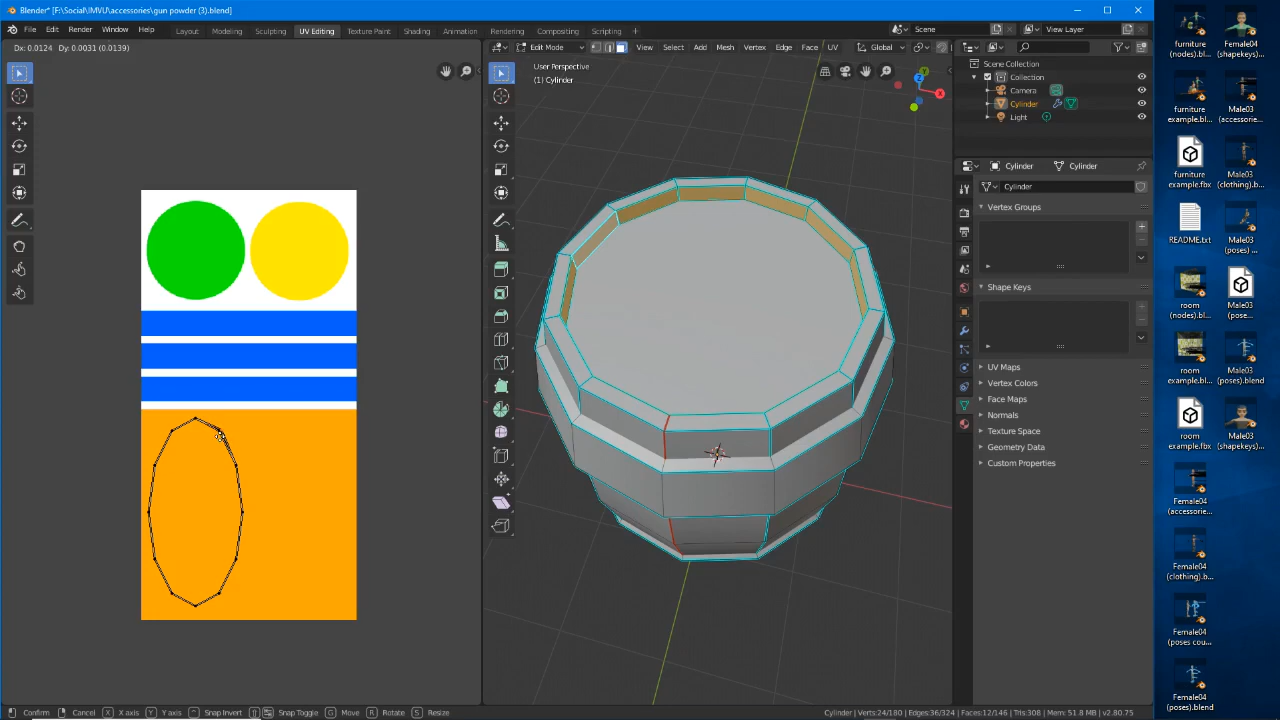 Blender* [F:\Social\IMVU\accessories\gun powder (3).blend]
File Edit Render Window Help Layout Modeling Sculpting UV Editing Texture Paint Shading Animation Rendering Compositing Scripting + Scene View Layer
Dx: 0.0124 Dy: 0.0031 (0.0139)
Edit Mode View Select Add Mesh Vertex Edge Face UV Global
User Perspective
(1) Cylinder
Y
Z
X
Scene Collection
Collection
Camera
Cylinder
Light
Cylinder Cylinder
Cylinder
Vertex Groups
Shape Keys
UV Maps
Vertex Colors
Face Maps
Normals
Texture Space
Geometry Data
Custom Properties
furniture
(nodes).bl...
Female04
(shapekeys)...
furniture
example.bl...
Male03
(accessorie...
furniture
example.fbx
Male03
(clothing).bl...
README.txt
Male03
(poses) ...
room
(nodes).bl...
Male03
(pose...
room
example.bl...
Male03
(poses).blend
room
example.fbx
Male03
(shapekeys)...
Female04
(accessorie...
Female04
(clothing).b...
Female04
(poses cou...
Female04
(poses).blend
Confirm Cancel X X axis Y Y axis Snap Invert Snap Toggle G Move R Rotate S Resize
Cylinder | Verts:24/180 | Edges:36/324 | Faces:12/146 | Tris:308 | Mem: 51.8 MB | v2.80.75